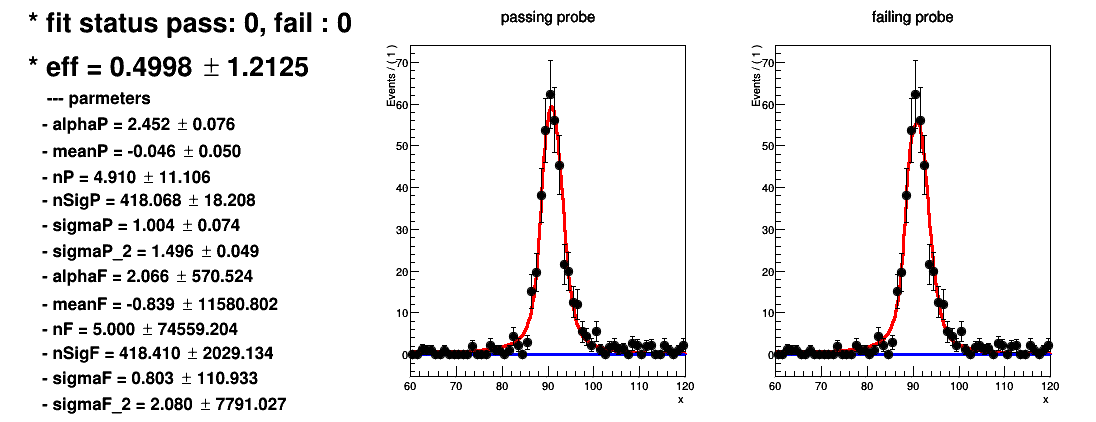 * fit status pass: 0, fail : 0
* eff = 0.4998 ± 1.2125
--- parmeters
- alphaP = 2.452 ± 0.076
- meanP = -0.046 ± 0.050
- nP = 4.910 ± 11.106
- nSigP = 418.068 ± 18.208
- sigmaP = 1.004 ± 0.074
- sigmaP_2 = 1.496 ± 0.049
- alphaF = 2.066 ± 570.524
- meanF = -0.839 ± 11580.802
- nF = 5.000 ± 74559.204
- nSigF = 418.410 ± 2029.134
- sigmaF = 0.803 ± 110.933
- sigmaF_2 = 2.080 ± 7791.027
passing probe
Events / ( 1 )
70
60
50
40
30
20
10
0
60 70 80 90 100 110 120
x
failing probe
Events / ( 1 )
70
60
50
40
30
20
10
0
60 70 80 90 100 110 120
x